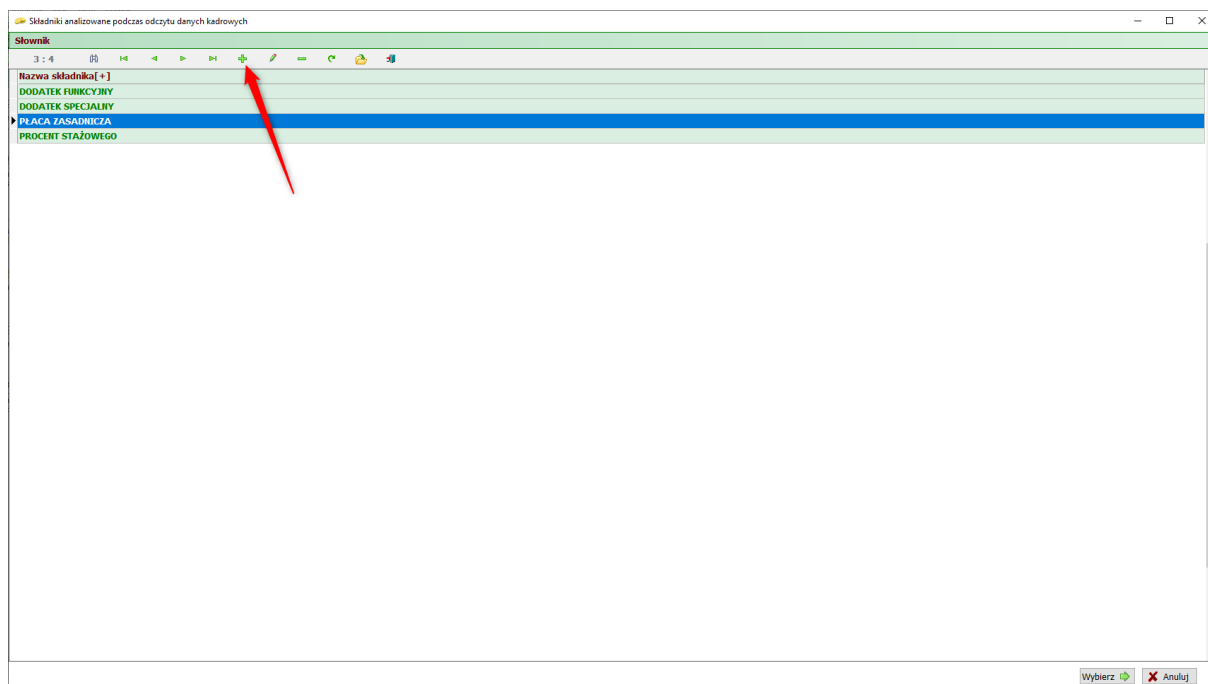 Składniki analizowane podczas odczytu danych kadrowych
Słownik
3 : 4
Nazwa składnika[+]
DODATEK FUNKCYJNY
DODATEK SPECJALNY
PŁACA ZASADNICZA
PROCENT STAŻOWEGO
Wybierz Anuluj